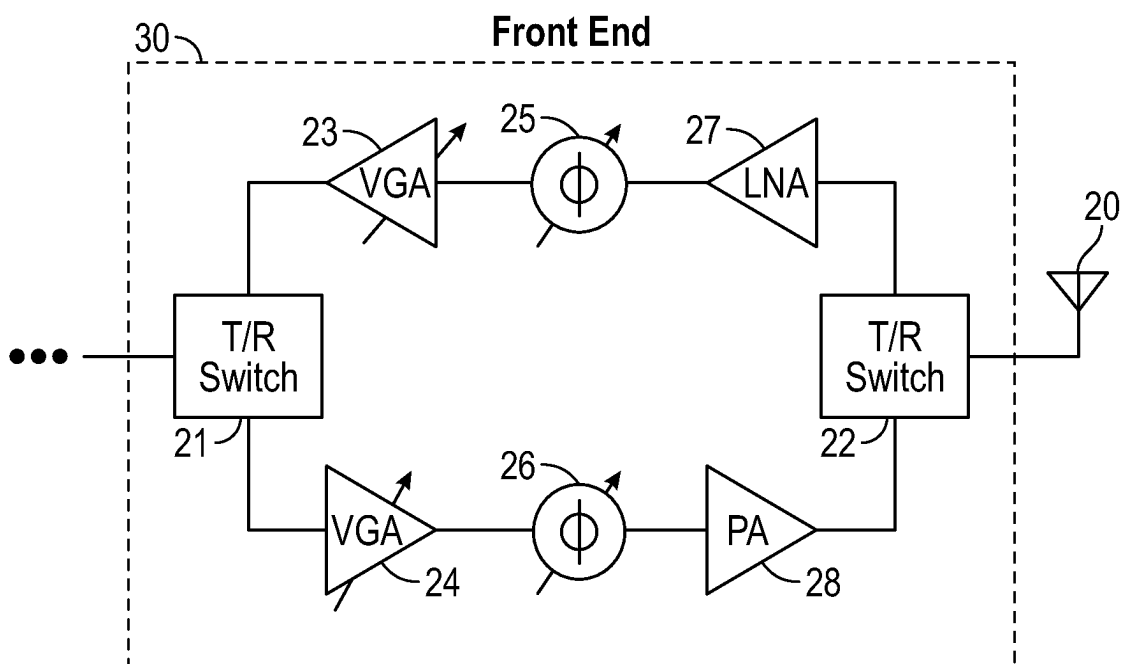 Front End
30
23
25
27
VGA
ϕ
LNA
20
T/R
Switch
T/R
Switch
21
22
26
VGA
ϕ
PA
24
28